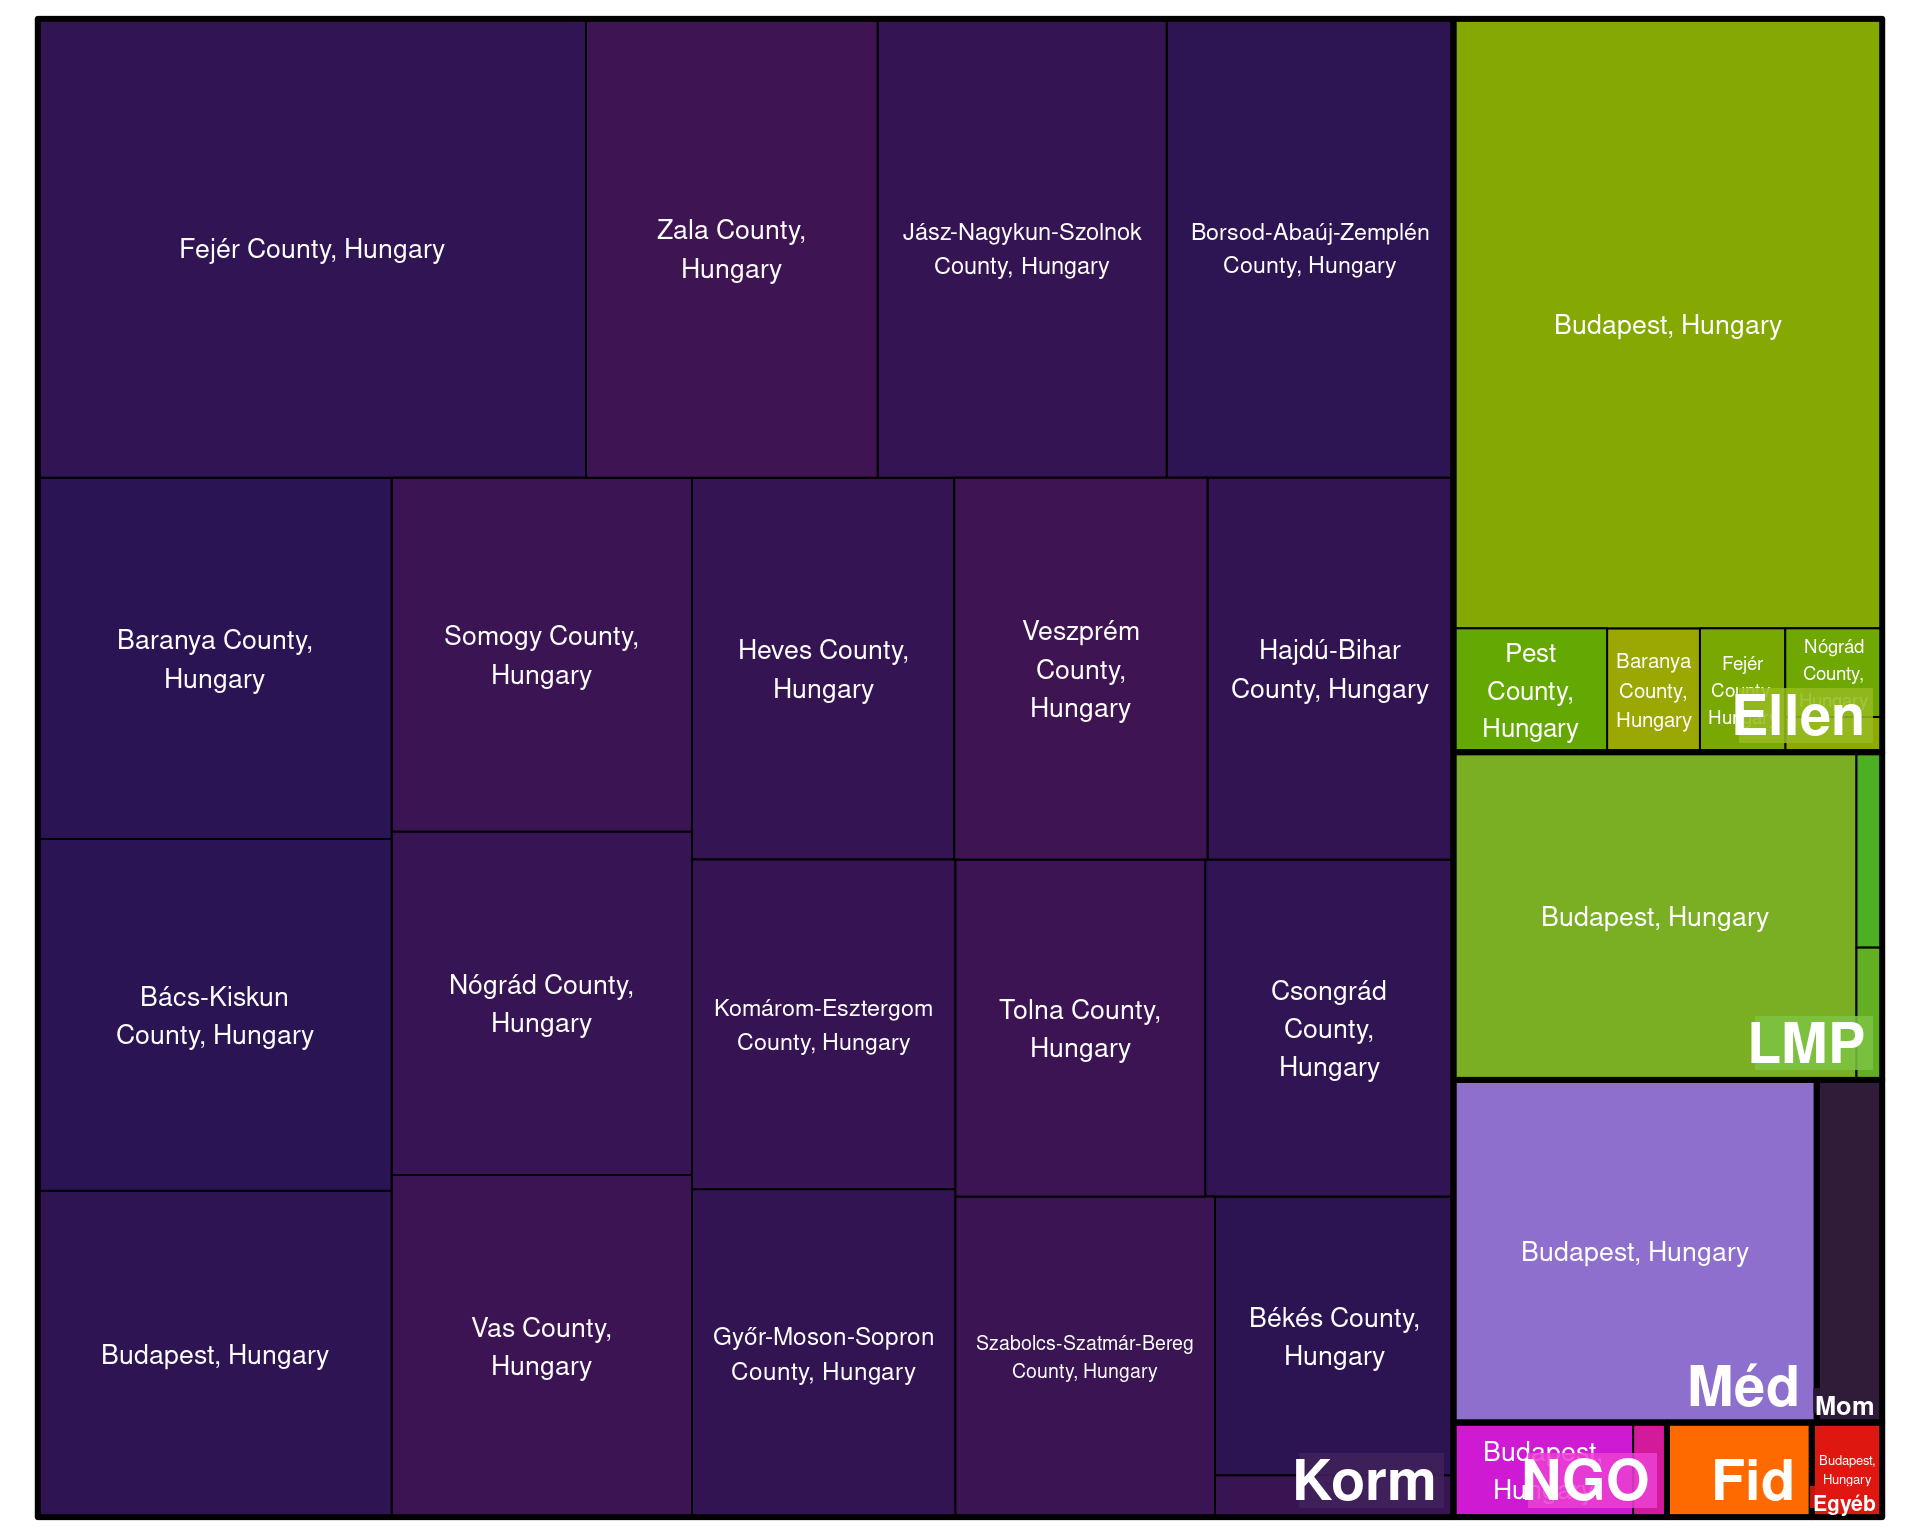 Fejér County, Hungary
Zala County,
Hungary
Jász-Nagykun-Szolnok
County, Hungary
Borsod-Abaúj-Zemplén
County, Hungary
Baranya County,
Hungary
Somogy County,
Hungary
Heves County,
Hungary
Veszprém
County,
Hungary
Hajdú-Bihar
County, Hungary
Bács-Kiskun
County, Hungary
Nógrád County,
Hungary
Komárom-Esztergom
County, Hungary
Tolna County,
Hungary
Csongrád
County,
Hungary
Budapest, Hungary
Vas County,
Hungary
Győr-Moson-Sopron
County, Hungary
Szabolcs-Szatmár-Bereg
County, Hungary
Békés County,
Hungary
Korm
Budapest, Hungary
Pest
County,
Hungary
Baranya
County,
Hungary
Fejér
County,
Hungary
Nógrád
County,
Hungary
Ellen
Budapest, Hungary
LMP
Budapest, Hungary
Méd
Mom
Budapest,
Hungary
NGO
Fid
Budapest,
Hungary
Egyéb